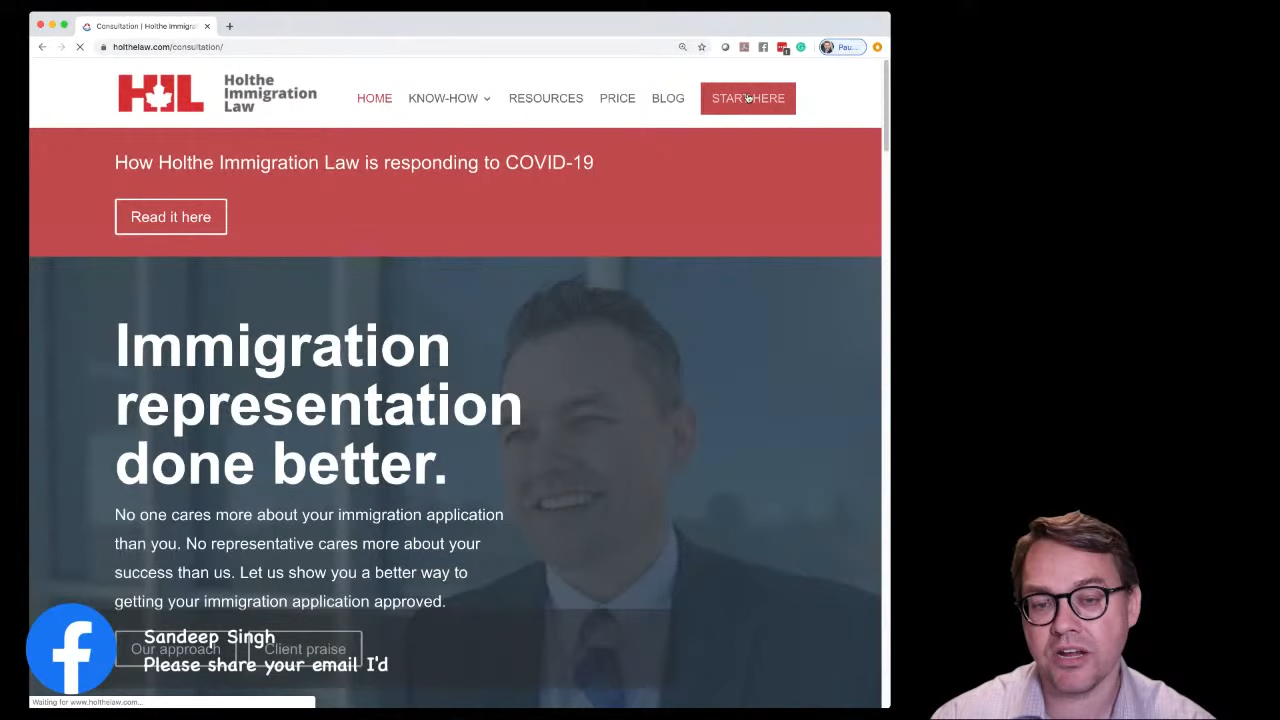 Consultation | Holthe Immigra
holthelaw.com/consultation/
Pau...
HIL
Holthe
Immigration
Law
HOME
KNOW-HOW
RESOURCES
PRICE
BLOG
START HERE
How Holthe Immigration Law is responding to COVID-19
Read it here
Immigration
representation
done better.
No one cares more about your immigration application
than you. No representative cares more about your
success than us. Let us show you a better way to
getting your immigration application approved.
Our approach
Client praise
Sandeep Singh
Please share your email I'd
Waiting for www.holthelaw.com...